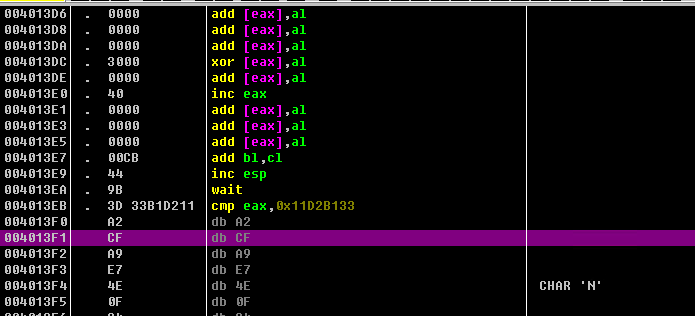 004013D6 . 0000 add [eax],al
004013D8 . 0000 add [eax],al
004013DA . 0000 add [eax],al
004013DC . 3000 xor [eax],al
004013DE . 0000 add [eax],al
004013E0 . 40 inc eax
004013E1 . 0000 add [eax],al
004013E3 . 0000 add [eax],al
004013E5 . 0000 add [eax],al
004013E7 . 00CB add bl,cl
004013E9 . 44 inc esp
004013EA . 9B wait
004013EB . 3D 33B1D211 cmp eax,0x11D2B133
004013F0 A2 db A2
004013F1 CF db CF
004013F2 A9 db A9
004013F3 E7 db E7
004013F4 4E db 4E CHAR 'N'
004013F5 0F db 0F